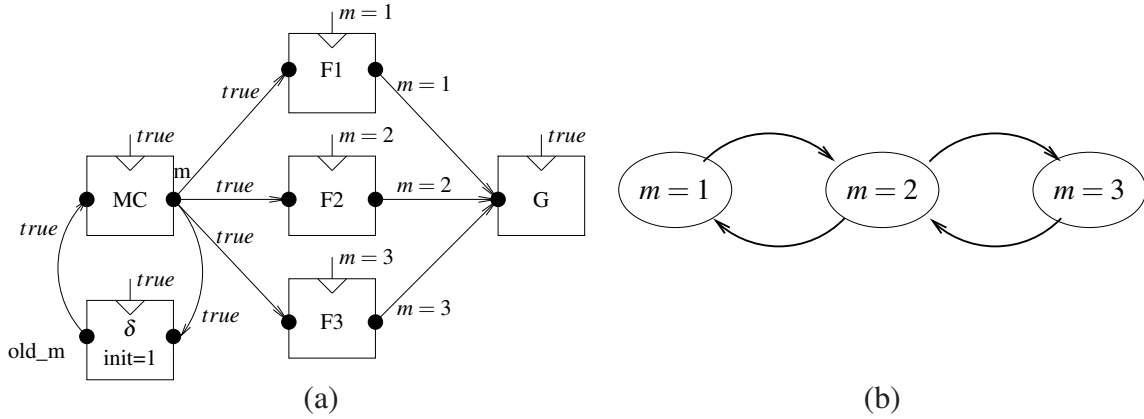 m = 1
F1
true
m = 1
true
m = 2
true
m
MC
true
F2
m = 2
G
true
true
m = 3
true
F3
m = 3
true
δ
init=1
old_m
(a)
m = 1
m = 2
m = 3
(b)